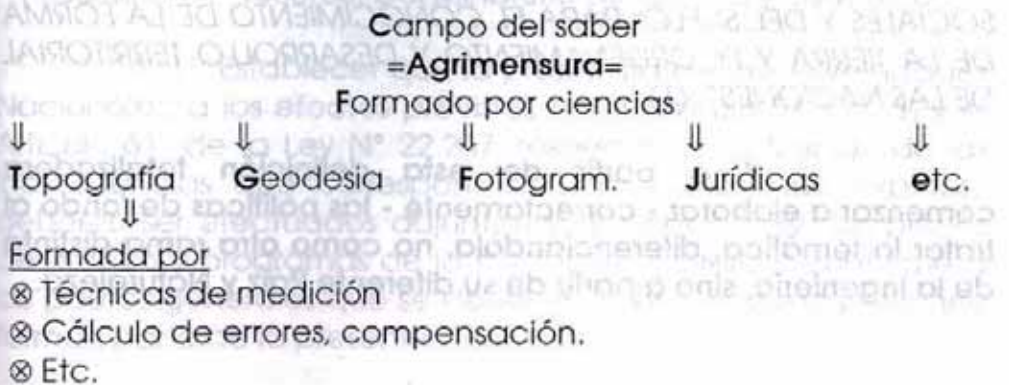 Campo del saber
=Agrimensura=
Formado por ciencias
⇓ ⇓ ⇓ ⇓ ⇓
Topografía Geodesia Fotogram. Jurídicas etc.
⇓
Formada por
⊗ Técnicas de medición
⊗ Cálculo de errores, compensación.
⊗ Etc.